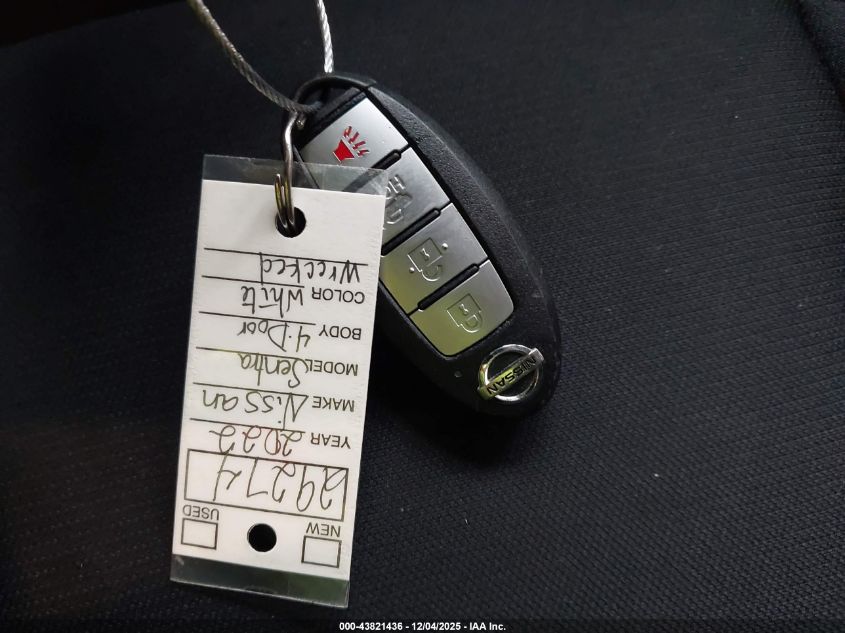 NEW USED
29274
YEAR 2022
MAKE Nissan
MODEL Sentra
BODY 4-Door
COLOR White
Wrecked
HOLD
NISSAN
000-43821436 - 12/04/2025 - IAA Inc.